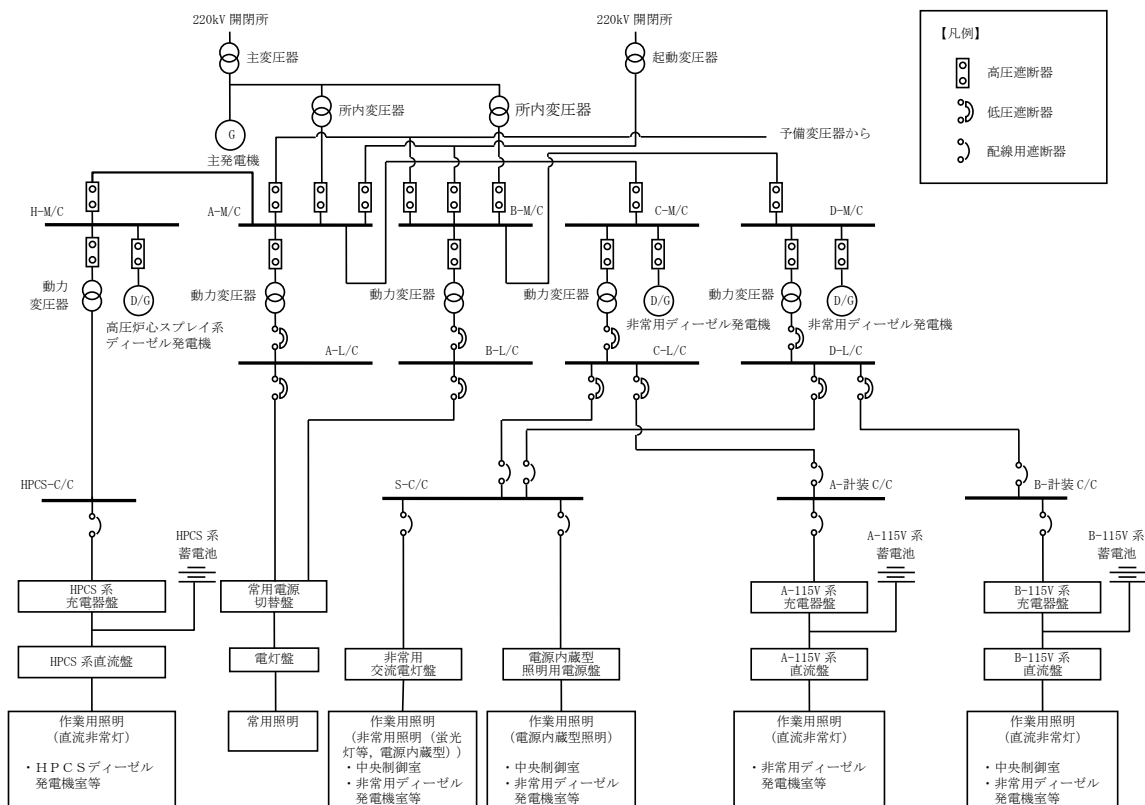 220kV 開閉所
220kV 開閉所
主変圧器
起動変圧器
所内変圧器
所内変圧器
G
主発電機
予備変圧器から
【凡例】
高圧遮断器
低圧遮断器
配線用遮断器
H-M/C
A-M/C
B-M/C
C-M/C
D-M/C
動力
変圧器
D/G
高圧炉心スプレイ系
ディーゼル発電機
動力変圧器
動力変圧器
動力変圧器
D/G
非常用ディーゼル発電機
動力変圧器
D/G
非常用ディーゼル発電機
A-L/C
B-L/C
C-L/C
D-L/C
HPCS-C/C
S-C/C
A-計装 C/C
B-計装 C/C
HPCS 系
蓄電池
A-115V 系
蓄電池
B-115V 系
蓄電池
HPCS 系
充電器盤
常用電源
切替盤
A-115V 系
充電器盤
B-115V 系
充電器盤
HPCS 系直流盤
電灯盤
非常用
交流電灯盤
電源内蔵型
照明用電源盤
A-115V 系
直流盤
B-115V 系
直流盤
作業用照明
(直流非常灯)
・HPCSディーゼル
発電機室等
常用照明
作業用照明
(非常用照明 (蛍光
灯等, 電源内蔵型))
・中央制御室
・非常用ディーゼル
発電機室等
作業用照明
(電源内蔵型照明)
・中央制御室
・非常用ディーゼル
発電機室等
作業用照明
(直流非常灯)
・非常用ディーゼル
発電機室等
作業用照明
(直流非常灯)
・中央制御室
・非常用ディーゼル
発電機室等